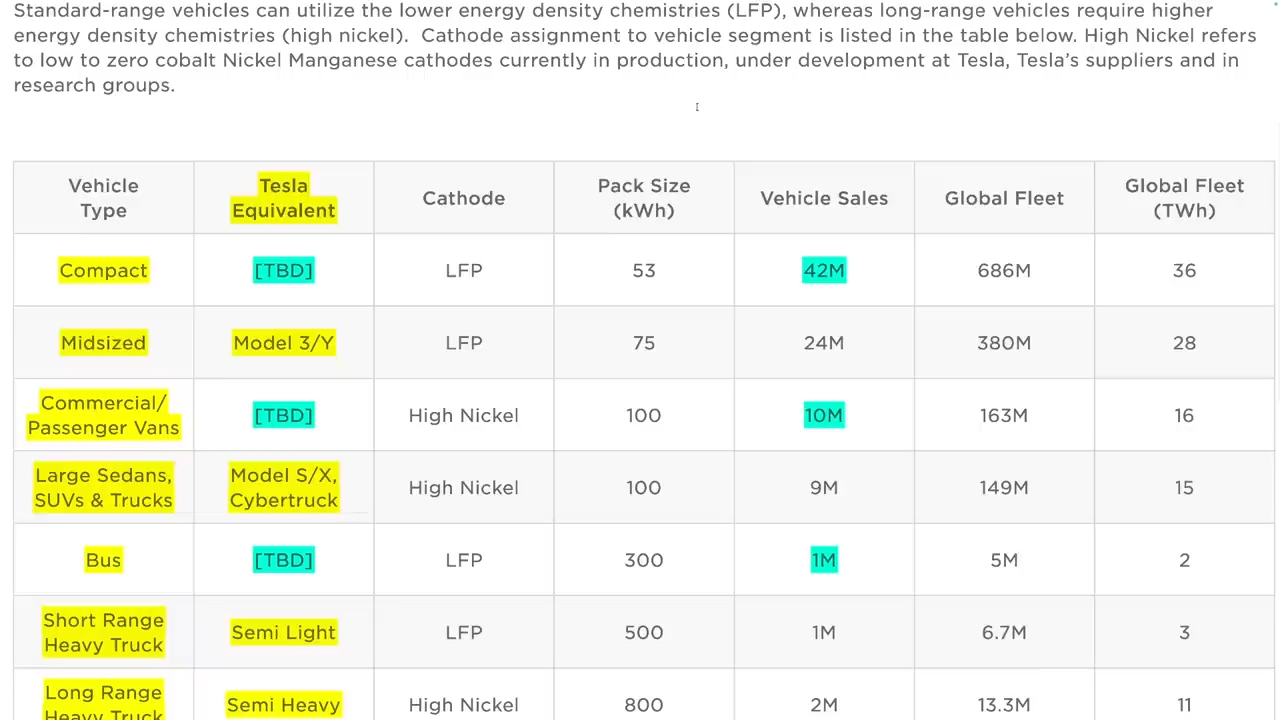 Standard-range vehicles can utilize the lower energy density chemistries (LFP), whereas long-range vehicles require higher
energy density chemistries (high nickel).  Cathode assignment to vehicle segment is listed in the table below. High Nickel refers
to low to zero cobalt Nickel Manganese cathodes currently in production, under development at Tesla, Tesla's suppliers and in
research groups.
Vehicle Type Tesla Equivalent Cathode Pack Size (kWh) Vehicle Sales Global Fleet Global Fleet (TWh)
Compact [TBD] LFP 53 42M 686M 36
Midsized Model 3/Y LFP 75 24M 380M 28
Commercial/ Passenger Vans [TBD] High Nickel 100 10M 163M 16
Large Sedans, SUVs & Trucks Model S/X, Cybertruck High Nickel 100 9M 149M 15
Bus [TBD] LFP 300 1M 5M 2
Short Range Heavy Truck Semi Light LFP 500 1M 6.7M 3
Long Range Heavy Truck Semi Heavy High Nickel 800 2M 13.3M 11